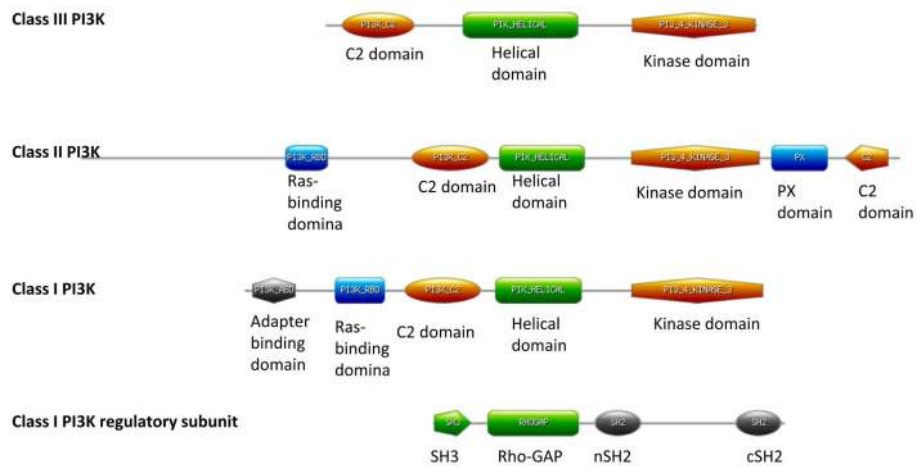 Class III PI3K
PI3K_C2
PIK_HELICAL
PI3_4_KINASE_3
C2 domain
Helical
domain
Kinase domain
Class II PI3K
PI3K_RBD
PI3K_C2
PIK_HELICAL
PI3_4_KINASE_3
PX
C2
Ras-
binding
domina
C2 domain
Helical
domain
Kinase domain
PX
domain
C2
domain
Class I PI3K
PI3K_ABD
PI3K_RBD
PI3K_C2
PIK_HELICAL
PI3_4_KINASE_3
Adapter
binding
domain
Ras-
binding
domina
C2 domain
Helical
domain
Kinase domain
Class I PI3K regulatory subunit
SH3
RHOGAP
SH2
SH2
SH3
Rho-GAP
nSH2
cSH2